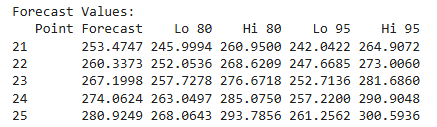 Forecast Values:
Point Forecast Lo 80 Hi 80 Lo 95 Hi 95
21 253.4747 245.9994 260.9500 242.0422 264.9072
22 260.3373 252.0536 268.6209 247.6685 273.0060
23 267.1998 257.7278 276.6718 252.7136 281.6860
24 274.0624 263.0497 285.0750 257.2200 290.9048
25 280.9249 268.0643 293.7856 261.2562 300.5936